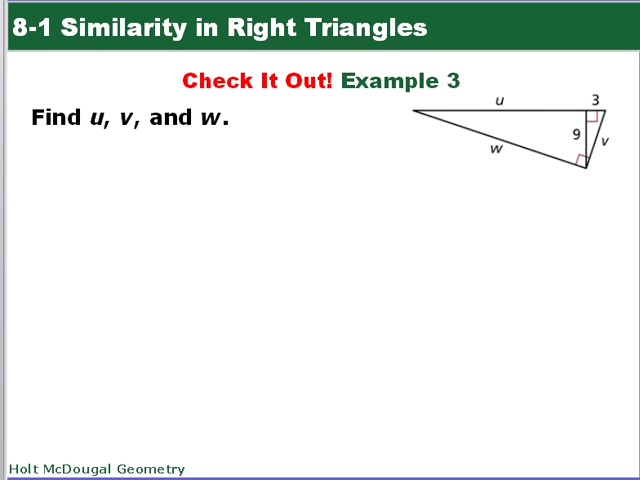 8-1 Similarity in Right Triangles
Check It Out! Example 3
Find u, v, and w.
u
3
9
v
w
Holt McDougal Geometry